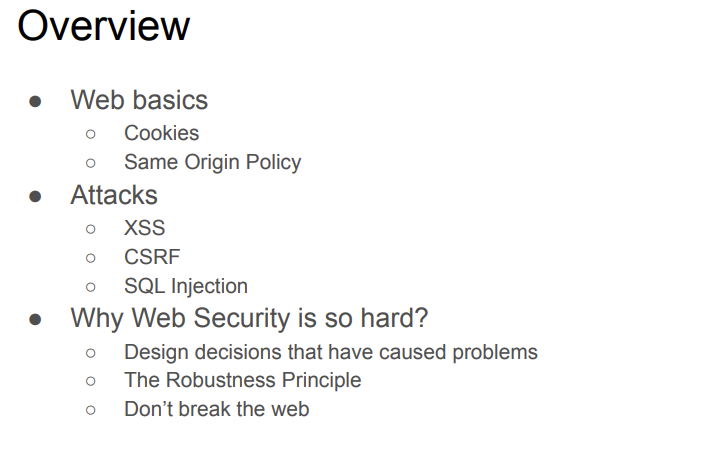 Overview
● Web basics
○ Cookies
○ Same Origin Policy
● Attacks
○ XSS
○ CSRF
○ SQL Injection
● Why Web Security is so hard?
○ Design decisions that have caused problems
○ The Robustness Principle
○ Don’t break the web